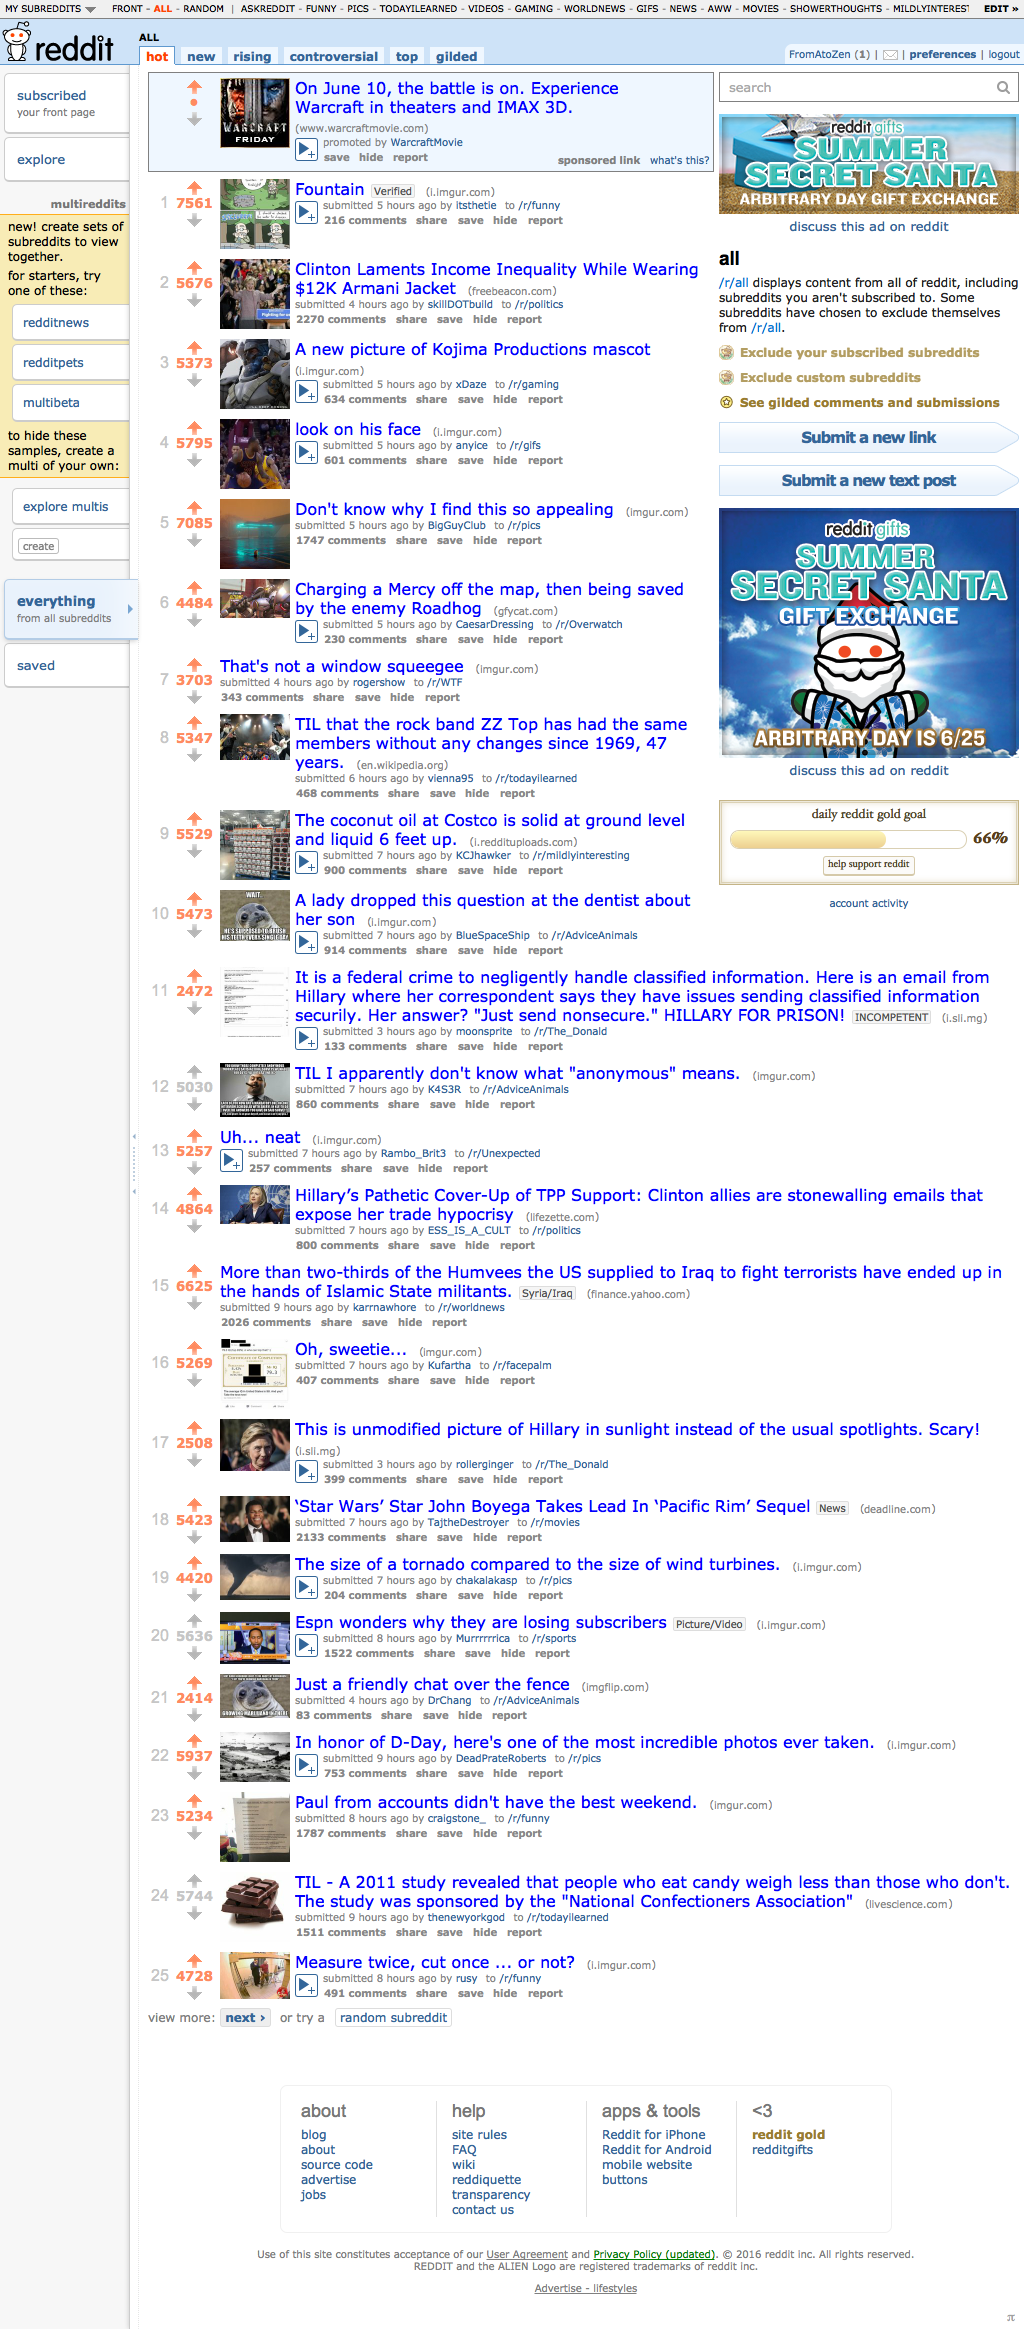 MY SUBREDDITS FRONT - ALL - RANDOM | ASKREDDIT - FUNNY - PICS - TODAYILEARNED - VIDEOS - GAMING - WORLDNEWS - GIFS - NEWS - AWW - MOVIES - SHOWERTHOUGHTS - MILDLYINTEREST EDIT »
reddit ALL
hot new rising controversial top gilded
FromAtoZen (1) | | preferences | logout
subscribed
your front page
explore
multireddits
new! create sets of
subreddits to view
together.
for starters, try
one of these:
redditnews
redditpets
multibeta
to hide these
samples, create a
multi of your own:
explore multis
create
everything
from all subreddits
saved
WARCRAFT
FRIDAY
On June 10, the battle is on. Experience
Warcraft in theaters and IMAX 3D.
(www.warcraftmovie.com)
promoted by WarcraftMovie
save hide report
sponsored link what's this?
1 7561
Fountain Verified (i.imgur.com)
submitted 5 hours ago by itsthetie to /r/funny
216 comments share save hide report
2 5676
Clinton Laments Income Inequality While Wearing
$12K Armani Jacket (freebeacon.com)
submitted 4 hours ago by skillDOTbuild to /r/politics
2270 comments share save hide report
3 5373
A new picture of Kojima Productions mascot
(i.imgur.com)
submitted 5 hours ago by xDaze to /r/gaming
634 comments share save hide report
4 5795
look on his face (i.imgur.com)
submitted 5 hours ago by anyice to /r/gifs
601 comments share save hide report
5 7085
Don't know why I find this so appealing (imgur.com)
submitted 5 hours ago by BigGuyClub to /r/pics
1747 comments share save hide report
6 4484
Charging a Mercy off the map, then being saved
by the enemy Roadhog (gfycat.com)
submitted 5 hours ago by CaesarDressing to /r/Overwatch
230 comments share save hide report
7 3703
That's not a window squeegee (imgur.com)
submitted 4 hours ago by rogershow to /r/WTF
343 comments share save hide report
8 5347
TIL that the rock band ZZ Top has had the same
members without any changes since 1969, 47
years. (en.wikipedia.org)
submitted 6 hours ago by vienna95 to /r/todayilearned
468 comments share save hide report
9 5529
The coconut oil at Costco is solid at ground level
and liquid 6 feet up. (i.reddituploads.com)
submitted 7 hours ago by KCJhawker to /r/mildlyinteresting
900 comments share save hide report
10 5473
WAIT,
HE'S SUPPOSED TO BRUSH
HIS TEETH EVERY SINGLE DAY
A lady dropped this question at the dentist about
her son (i.imgur.com)
submitted 7 hours ago by BlueSpaceShip to /r/AdviceAnimals
914 comments share save hide report
11 2472
It is a federal crime to negligently handle classified information. Here is an email from
Hillary where her correspondent says they have issues sending classified information
securily. Her answer? "Just send nonsecure." HILLARY FOR PRISON! INCOMPETENT (i.sli.mg)
submitted 3 hours ago by moonsprite to /r/The_Donald
133 comments share save hide report
12 5030
TIL I apparently don't know what "anonymous" means. (imgur.com)
submitted 7 hours ago by K4S3R to /r/AdviceAnimals
860 comments share save hide report
13 5257
Uh... neat (i.imgur.com)
submitted 7 hours ago by Rambo_Brit3 to /r/Unexpected
257 comments share save hide report
14 4864
Hillary’s Pathetic Cover-Up of TPP Support: Clinton allies are stonewalling emails that
expose her trade hypocrisy (lifezette.com)
submitted 7 hours ago by ESS_IS_A_CULT to /r/politics
800 comments share save hide report
15 6625
More than two-thirds of the Humvees the US supplied to Iraq to fight terrorists have ended up in
the hands of Islamic State militants. Syria/Iraq (finance.yahoo.com)
submitted 9 hours ago by karrnawhore to /r/worldnews
2026 comments share save hide report
16 5269
Oh, sweetie... (imgur.com)
submitted 7 hours ago by Kufartha to /r/facepalm
407 comments share save hide report
17 2508
This is unmodified picture of Hillary in sunlight instead of the usual spotlights. Scary!
(i.sli.mg)
submitted 3 hours ago by rollerginger to /r/The_Donald
399 comments share save hide report
18 5423
‘Star Wars’ Star John Boyega Takes Lead In ‘Pacific Rim’ Sequel News (deadline.com)
submitted 7 hours ago by TajtheDestroyer to /r/movies
2133 comments share save hide report
19 4420
The size of a tornado compared to the size of wind turbines. (i.imgur.com)
submitted 7 hours ago by chakalakasp to /r/pics
204 comments share save hide report
20 5636
Espn wonders why they are losing subscribers Picture/Video (i.imgur.com)
submitted 8 hours ago by Murrrrrrica to /r/sports
1522 comments share save hide report
21 2414
Just a friendly chat over the fence (imgflip.com)
submitted 4 hours ago by DrChang to /r/AdviceAnimals
83 comments share save hide report
22 5937
In honor of D-Day, here's one of the most incredible photos ever taken. (i.imgur.com)
submitted 9 hours ago by DeadPrateRoberts to /r/pics
753 comments share save hide report
23 5234
Paul from accounts didn't have the best weekend. (imgur.com)
submitted 8 hours ago by craigstone_ to /r/funny
1787 comments share save hide report
24 5744
TIL - A 2011 study revealed that people who eat candy weigh less than those who don't.
The study was sponsored by the "National Confectioners Association" (livescience.com)
submitted 9 hours ago by thenewyorkgod to /r/todayilearned
1511 comments share save hide report
25 4728
Measure twice, cut once ... or not? (i.imgur.com)
submitted 8 hours ago by rusy to /r/funny
491 comments share save hide report
view more: next › or try a random subreddit
search
reddit gifts
SUMMER
SECRET SANTA
ARBITRARY DAY GIFT EXCHANGE
discuss this ad on reddit
all
/r/all displays content from all of reddit, including
subreddits you aren't subscribed to. Some
subreddits have chosen to exclude themselves
from /r/all.
Exclude your subscribed subreddits
Exclude custom subreddits
See gilded comments and submissions
Submit a new link
Submit a new text post
reddit gifts
SUMMER
SECRET SANTA
GIFT EXCHANGE
ARBITRARY DAY IS 6/25
discuss this ad on reddit
daily reddit gold goal
66%
help support reddit
account activity
about
blog
about
source code
advertise
jobs
help
site rules
FAQ
wiki
reddiquette
transparency
contact us
apps & tools
Reddit for iPhone
Reddit for Android
mobile website
buttons
<3
reddit gold
redditgifts
Use of this site constitutes acceptance of our User Agreement and Privacy Policy (updated). © 2016 reddit inc. All rights reserved.
REDDIT and the ALIEN Logo are registered trademarks of reddit inc.
Advertise - lifestyles
π